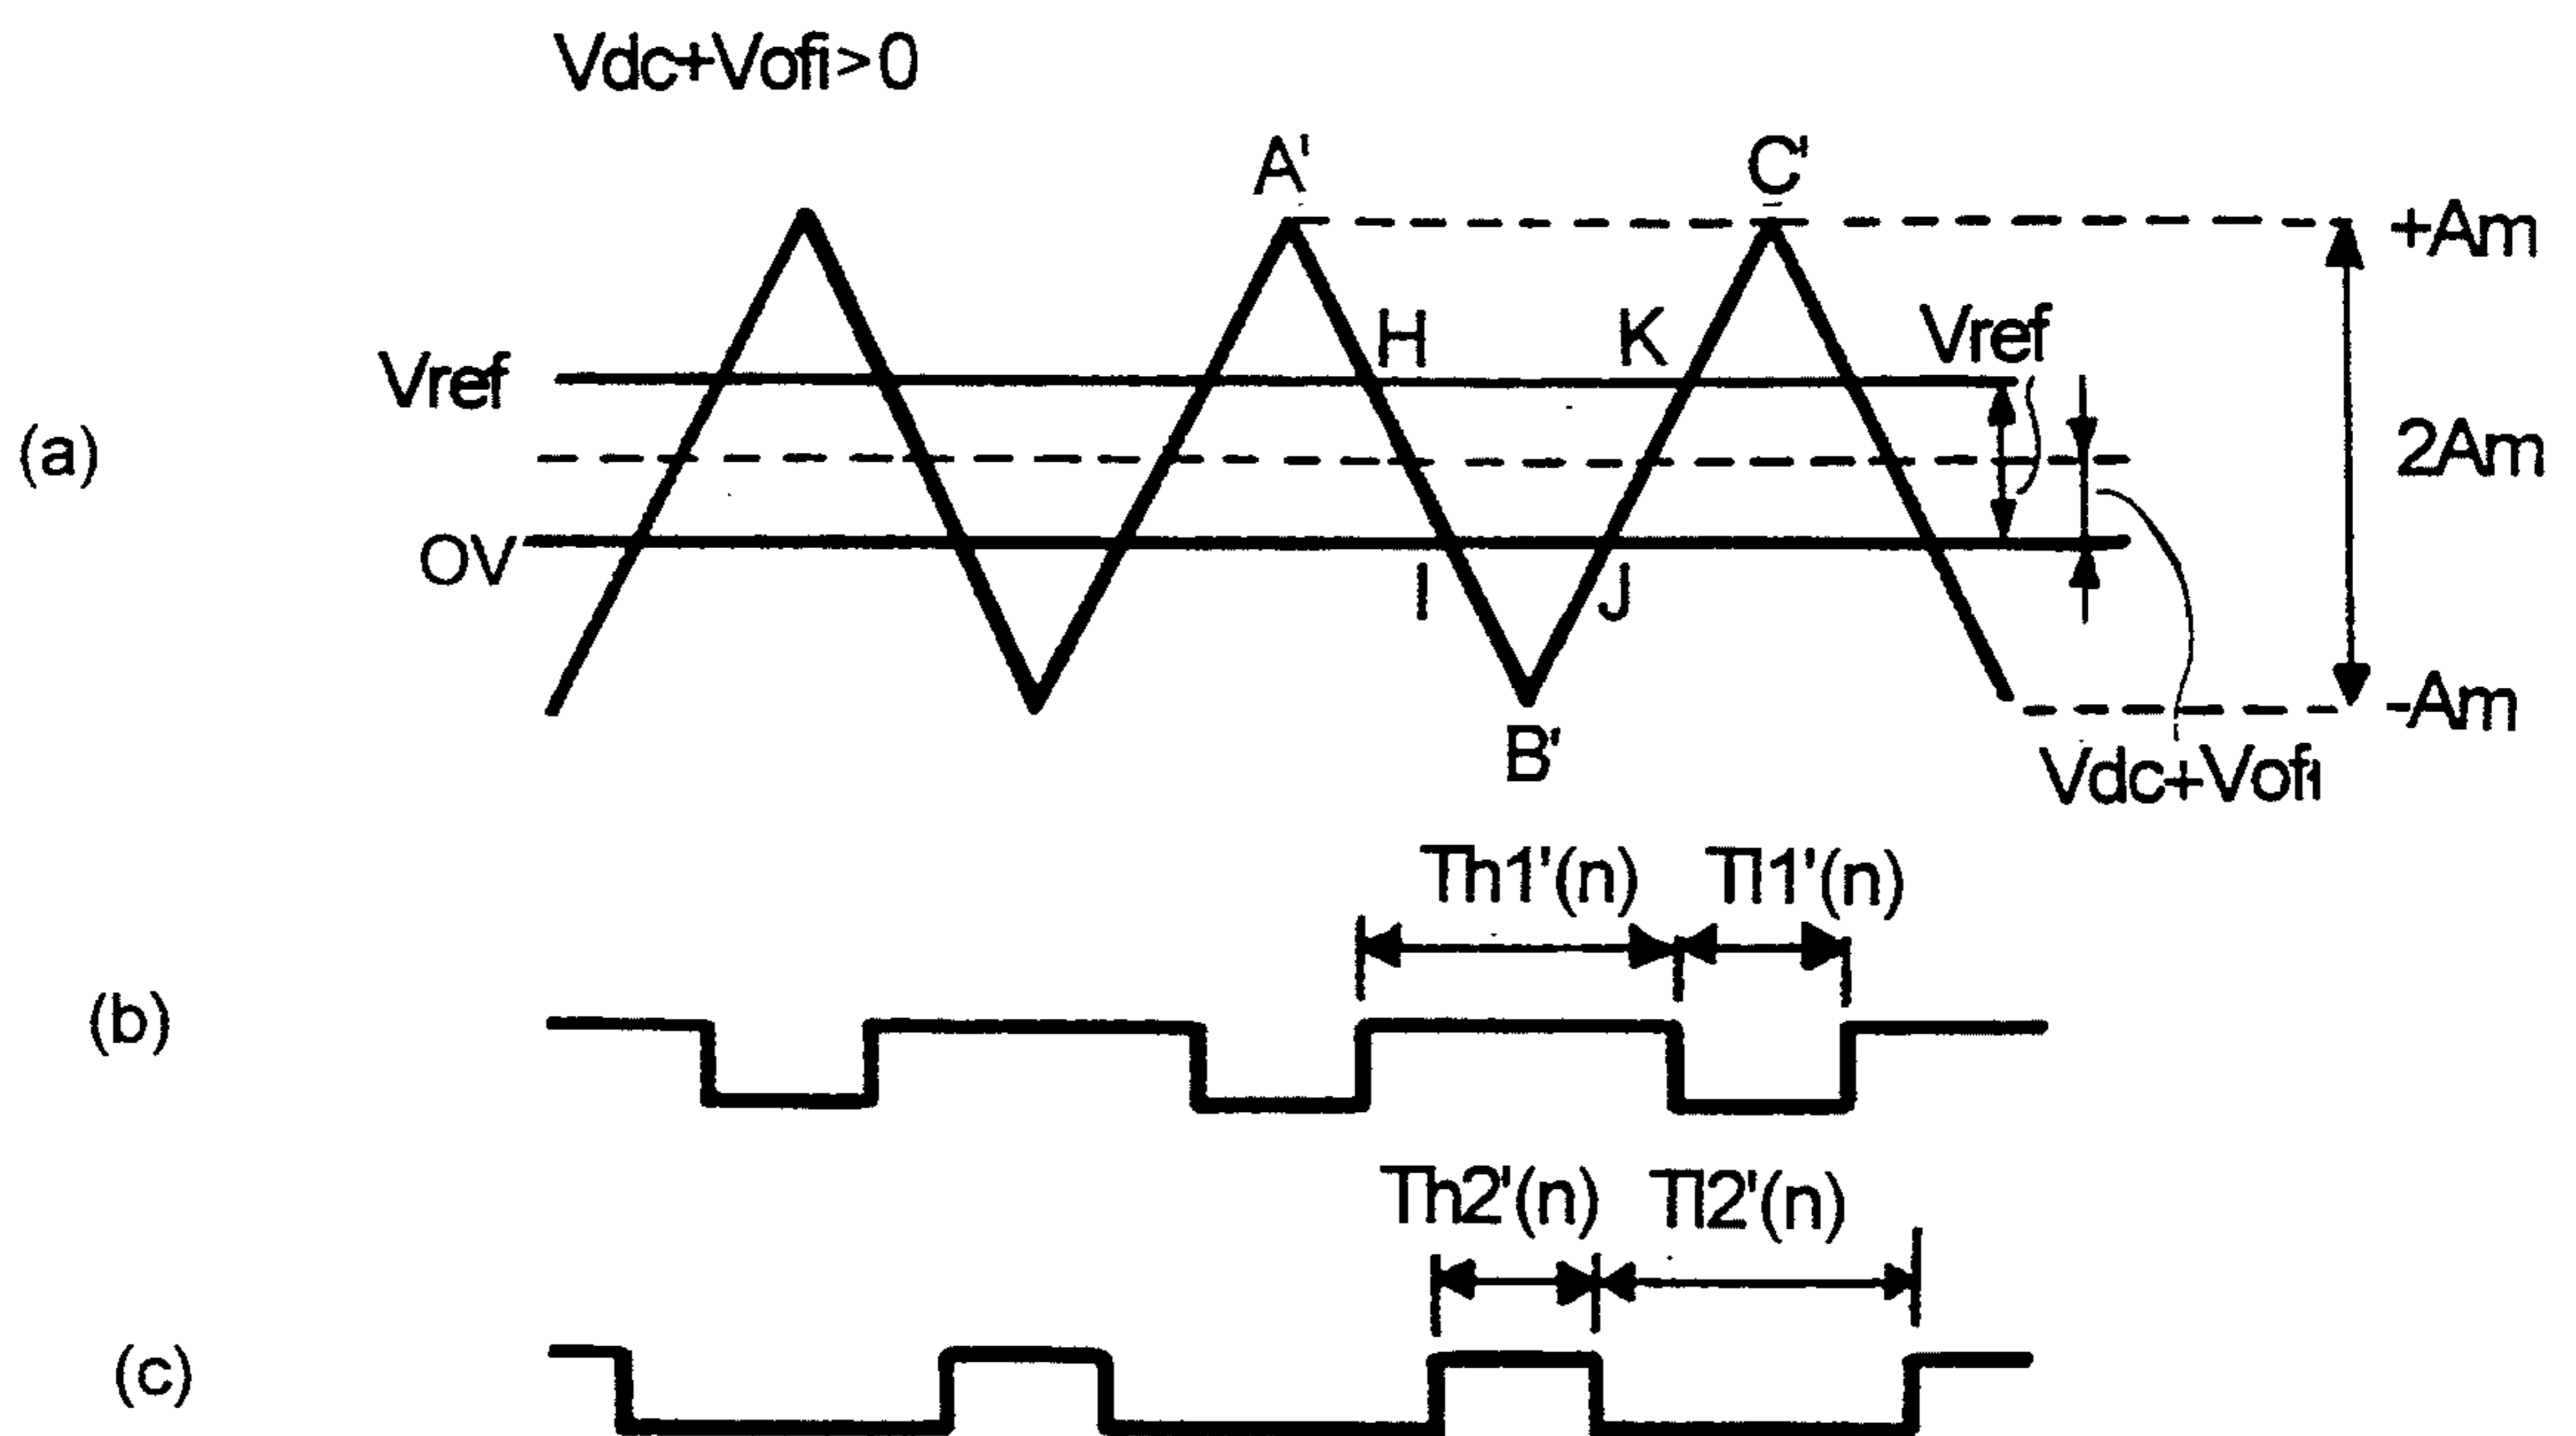 Vdc+Vofi>0
A'
C'
+Am
H
K
Vref
Vref
(a)
2Am
OV
I
J
-Am
B'
Vdc+Vofi
Th1'(n)
Tl1'(n)
(b)
Th2'(n)
Tl2'(n)
(c)